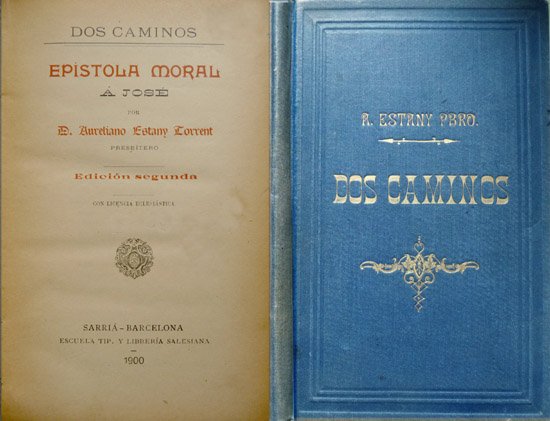 DOS CAMINOS
EPÍSTOLA MORAL
Á JOSÉ
POR
D. Aureliano Estany Torrent
PRESBÍTERO
Edición segunda
CON LICENCIA ECLESIÁSTICA
SARRIÁ-BARCELONA
ESCUELA TIP. Y LIBRERÍA SALESIANA
1900
A. ESTANY PBRO.
DOS CAMINOS